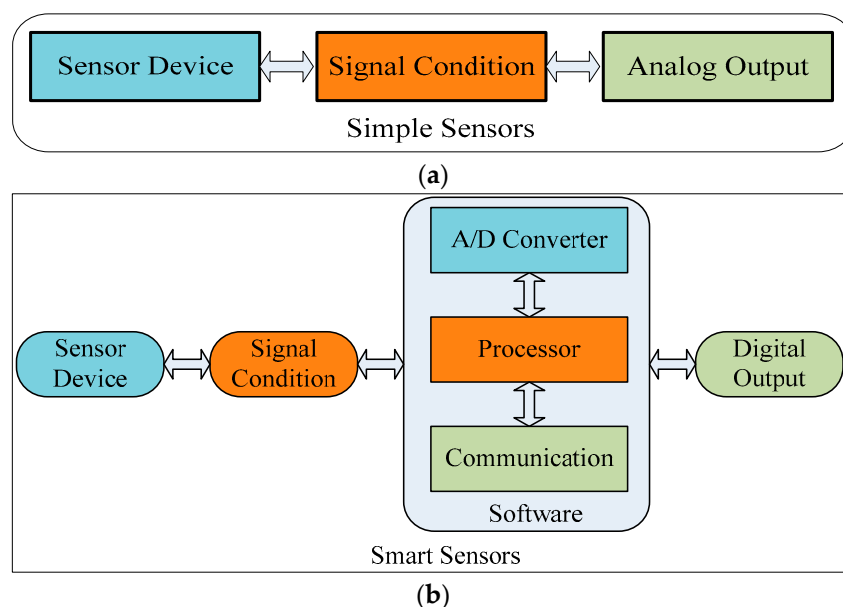 Sensor Device
Signal Condition
Analog Output
Simple Sensors
(a)
A/D Converter
Sensor
Device
Signal
Condition
Processor
Digital
Output
Communication
Software
Smart Sensors
(b)